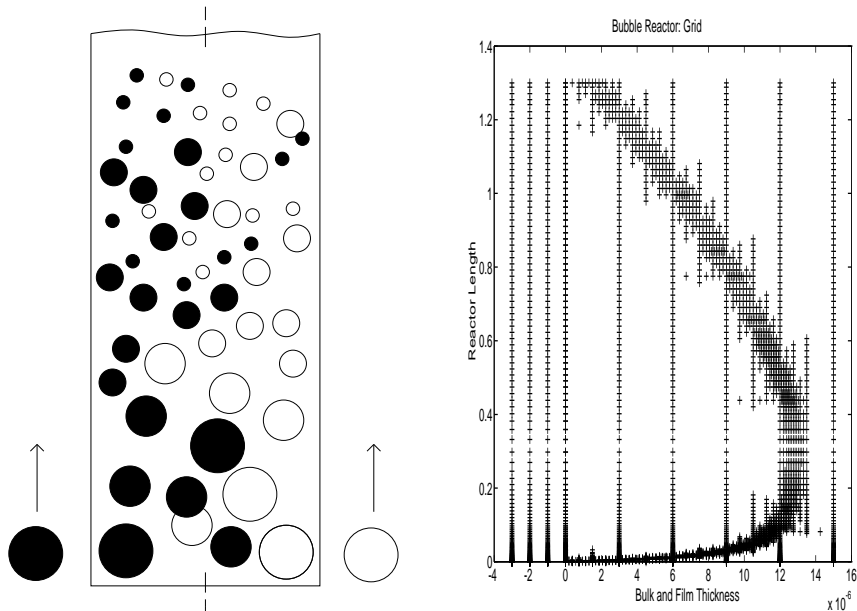 Bubble Reactor: Grid
1.4
1.2
1
0.8
0.6
0.4
0.2
0
Reactor Length
-4 -2 0 2 4 6 8 10 12 14 16
Bulk and Film Thickness
x 10^-6